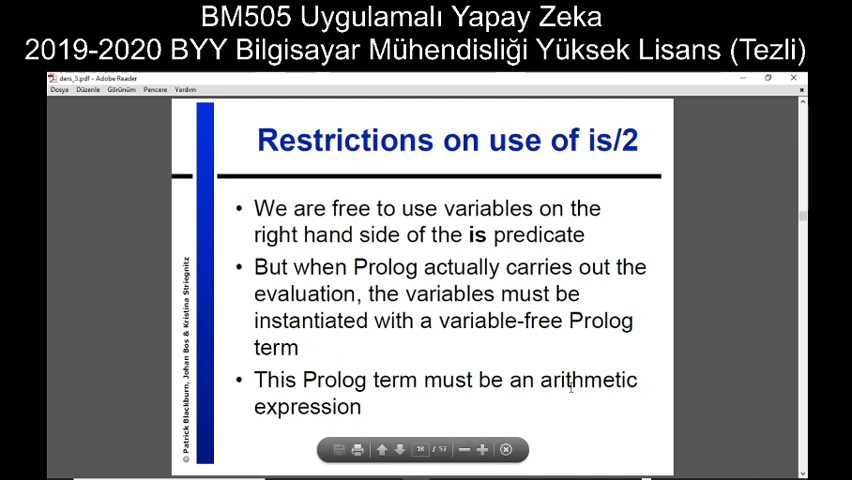 BM505 Uygulamalı Yapay Zeka
2019-2020 BYY Bilgisayar Mühendisliği Yüksek Lisans (Tezli)
ders_5.pdf - Adobe Reader
Dosya Düzenle Görünüm Pencere Yardım
Restrictions on use of is/2
• We are free to use variables on the
right hand side of the is predicate
• But when Prolog actually carries out the
evaluation, the variables must be
instantiated with a variable-free Prolog
term
• This Prolog term must be an arithmetic
expression
© Patrick Blackburn, Johan Bos & Kristina Striegnitz
18 / 57